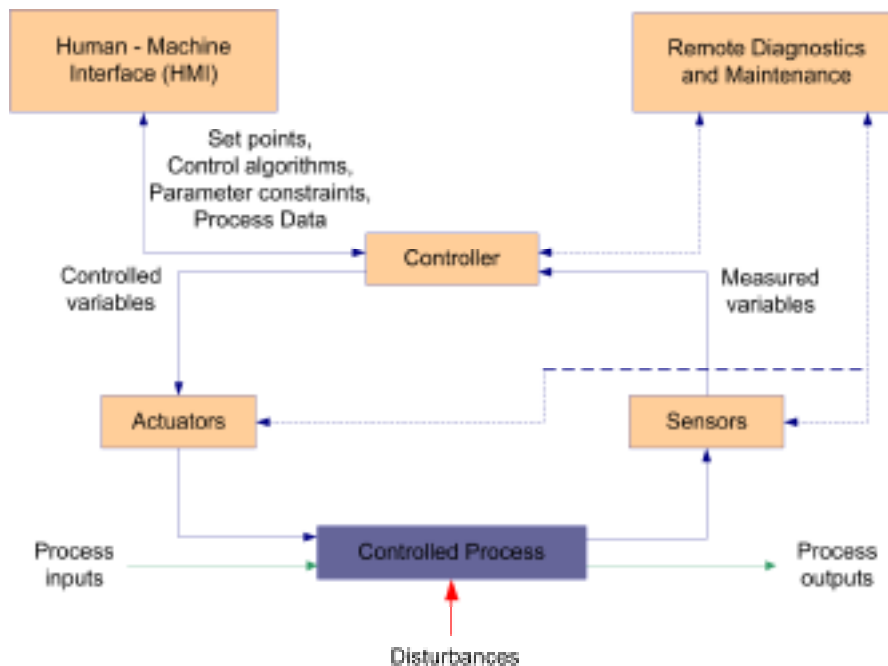 Human - Machine
Interface (HMI)
Remote Diagnostics
and Maintenance
Set points,
Control algorithms,
Parameter constraints,
Process Data
Controller
Controlled
variables
Measured
variables
Actuators
Sensors
Process
inputs
Controlled Process
Process
outputs
Disturbances